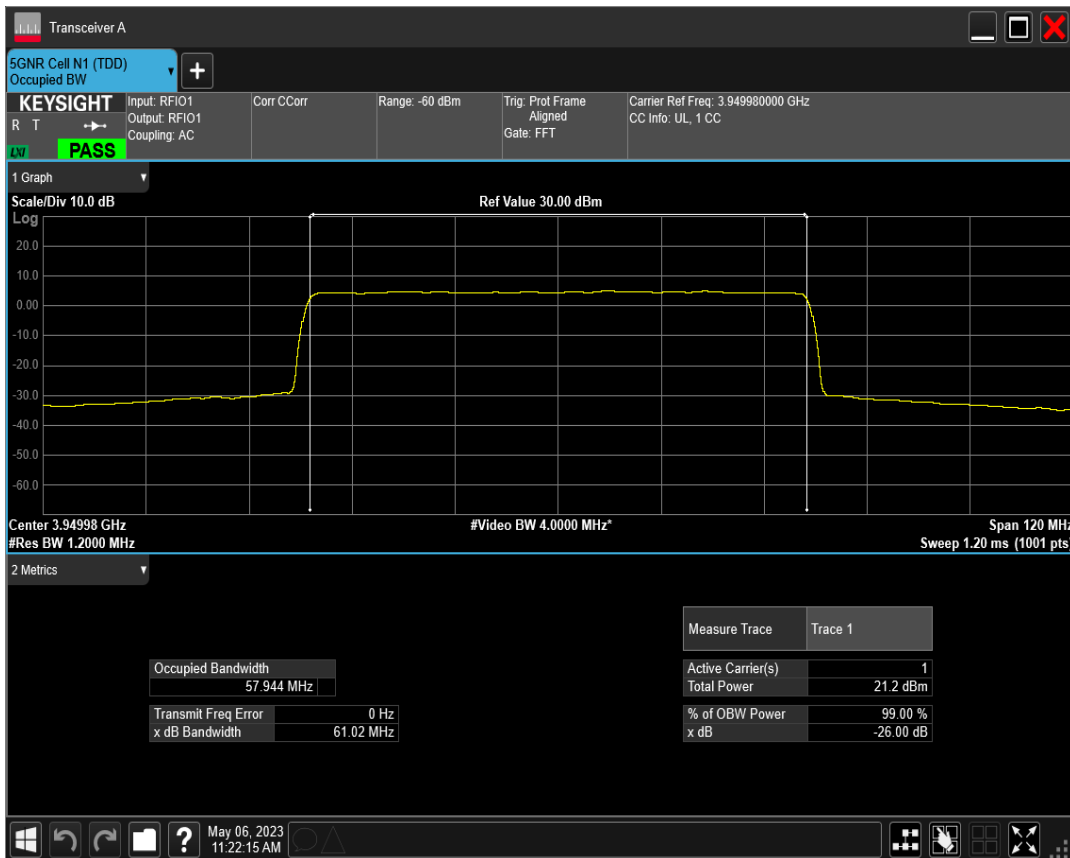 Transceiver A
5GNR Cell N1 (TDD)
Occupied BW
KEYSIGHT
R T
LXI
PASS
Input: RFIO1
Output: RFIO1
Coupling: AC
Corr CCorr
Range: -60 dBm
Trig: Prot Frame
Aligned
Gate: FFT
Carrier Ref Freq: 3.949980000 GHz
CC Info: UL, 1 CC
1 Graph
Scale/Div 10.0 dB
Ref Value 30.00 dBm
Log
20.0
10.0
0.00
-10.0
-20.0
-30.0
-40.0
-50.0
-60.0
Center 3.94998 GHz
#Video BW 4.0000 MHz*
Span 120 MHz
#Res BW 1.2000 MHz
Sweep 1.20 ms (1001 pts)
2 Metrics
Measure Trace Trace 1
Occupied Bandwidth
57.944 MHz
Active Carrier(s) 1
Total Power 21.2 dBm
Transmit Freq Error 0 Hz
x dB Bandwidth 61.02 MHz
% of OBW Power 99.00 %
x dB -26.00 dB
May 06, 2023
11:22:15 AM